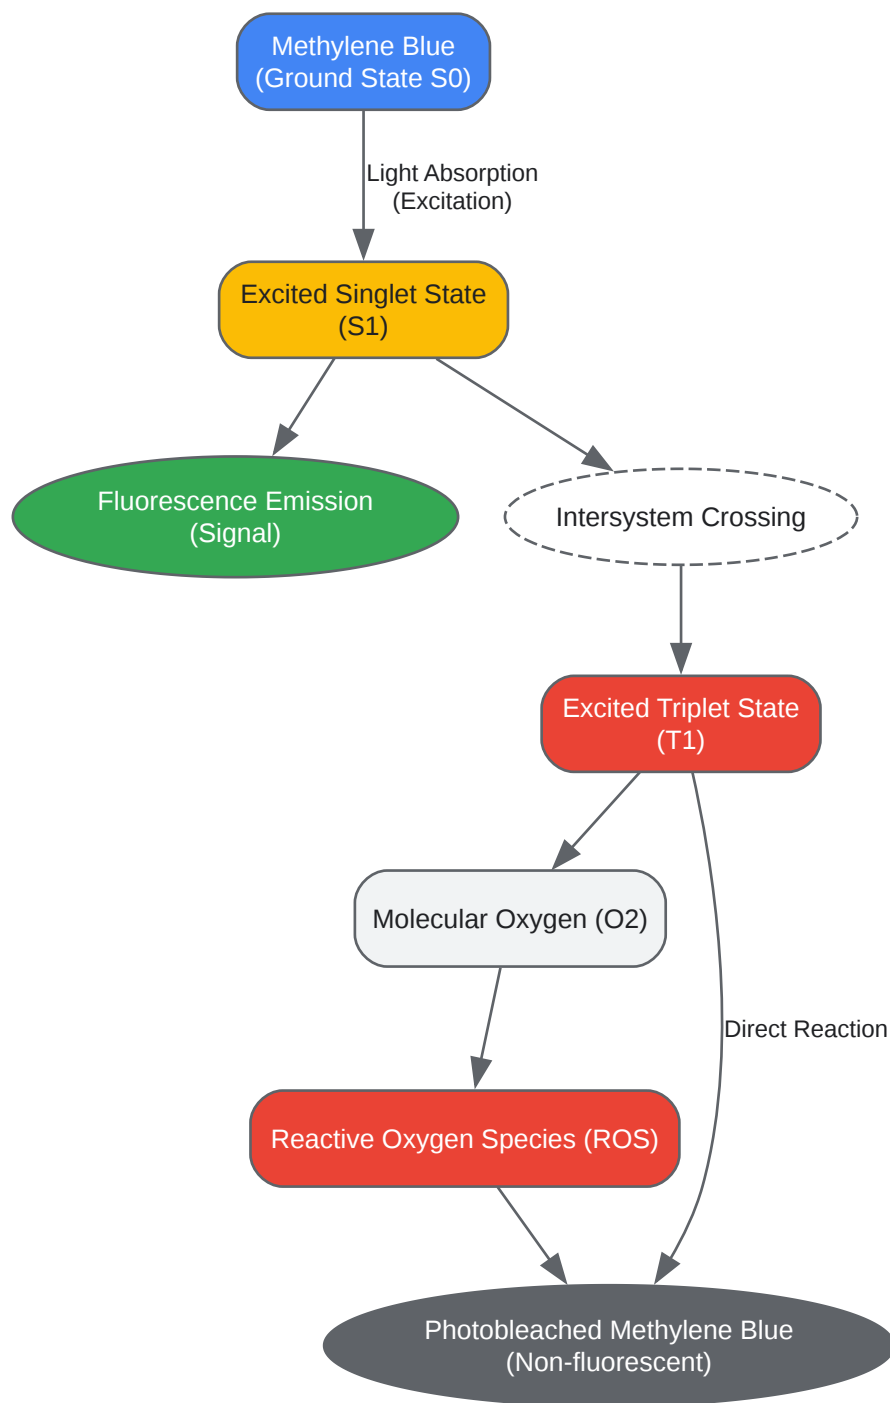 Methylene Blue
(Ground State S0)
Light Absorption
(Excitation)
Excited Singlet State
(S1)
Fluorescence Emission
(Signal)
Intersystem Crossing
Excited Triplet State
(T1)
Molecular Oxygen (O2)
Direct Reaction
Reactive Oxygen Species (ROS)
Photobleached Methylene Blue
(Non-fluorescent)